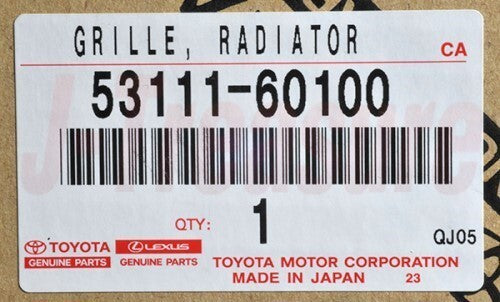 GRILLE, RADIATOR
CA
53111-60100
J-Treasure
QTY: 1
QJ05
TOYOTA LEXUS
GENUINE PARTS GENUINE PARTS
TOYOTA MOTOR CORPORATION
MADE IN JAPAN 23